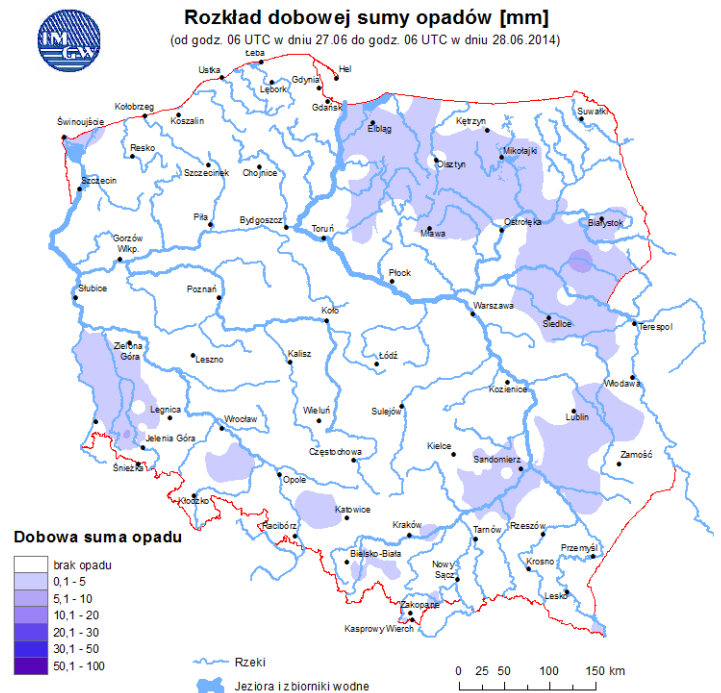 Rozkład dobowej sumy opadów [mm]
(od godz. 06 UTC w dniu 27.06 do godz. 06 UTC w dniu 28.06.2014)
IM
GW
Łeba
Ustka
Hel
Gdynia
Lębork
Gdańsk
Kołobrzeg
Koszalin
Świnoujście
Elbląg
Kętrzyn
Suwałki
Resko
Mikołajki
Olsztyn
Szczecinek
Chojnice
Szczecin
Piła
Bydgoszcz
Toruń
Mława
Ostrołęka
Białystok
Gorzów
Wlkp.
Płock
Słubice
Poznań
Warszawa
Koło
Siedlce
Terespol
Zielona
Góra
Leszno
Kalisz
Łódź
Kozienice
Włodawa
Legnica
Wrocław
Wieluń
Sulejów
Lublin
Jelenia Góra
Śnieżka
Częstochowa
Kielce
Sandomierz
Zamość
Kłodzko
Opole
Katowice
Racibórz
Kraków
Tarnów
Rzeszów
Bielsko-Biała
Przemyśl
Nowy
Sącz
Krosno
Lesko
Zakopane
Kasprowy Wierch
Dobowa suma opadu
brak opadu
0,1 - 5
5,1 - 10
10,1 - 20
20,1 - 30
30,1 - 50
50,1 - 100
Rzeki
Jeziora i zbiorniki wodne
0 25 50 100 150 km